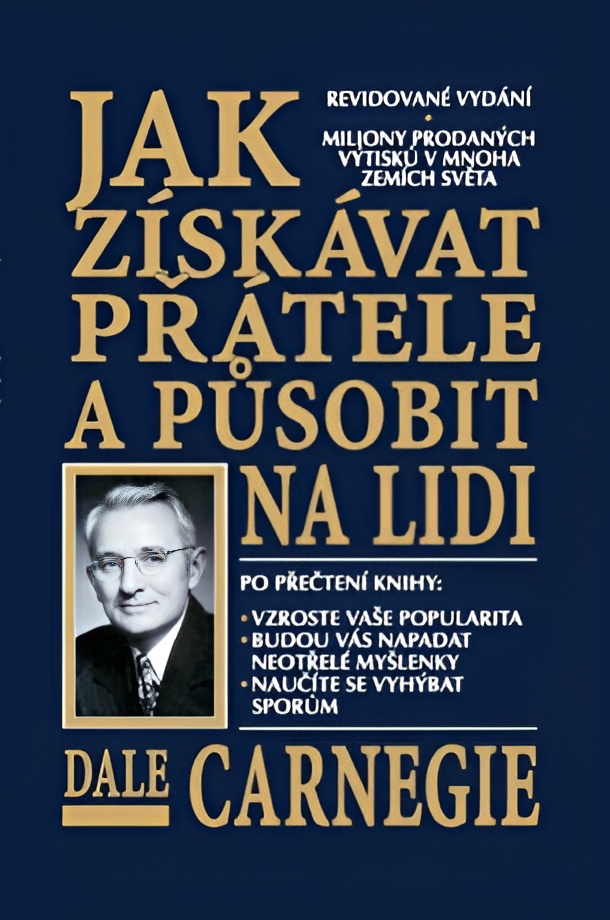 JAK
REVIDOVANÉ VYDÁNÍ
•
MILIONY PRODANÝCH
VÝTISKŮ V MNOHA
ZEMÍCH SVĚTA
ZÍSKÁVAT
PŘÁTELE
A PŮSOBIT
NA LIDI
PO PŘEČTENÍ KNIHY:
• VZROSTE VAŠE POPULARITA
• BUDOU VÁS NAPADAT
NEOTŘELÉ MYŠLENKY
• NAUČÍTE SE VYHÝBAT
SPORŮM
DALE CARNEGIE